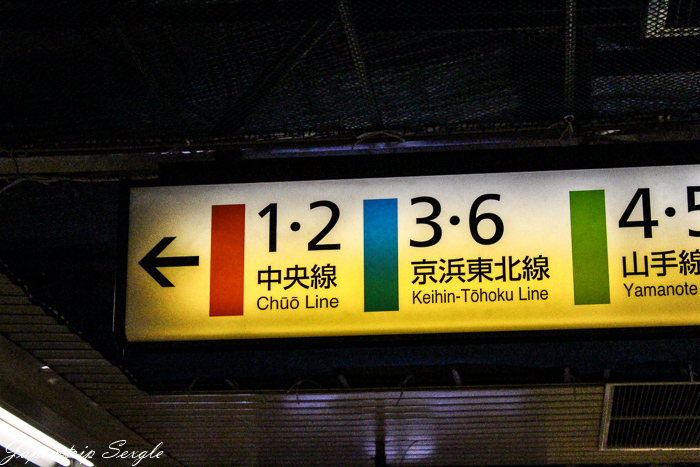 ← 1・2 3・6 4・5
中央線 京浜東北線 山手線
Chūō Line Keihin-Tōhoku Line Yamanote
Sergle